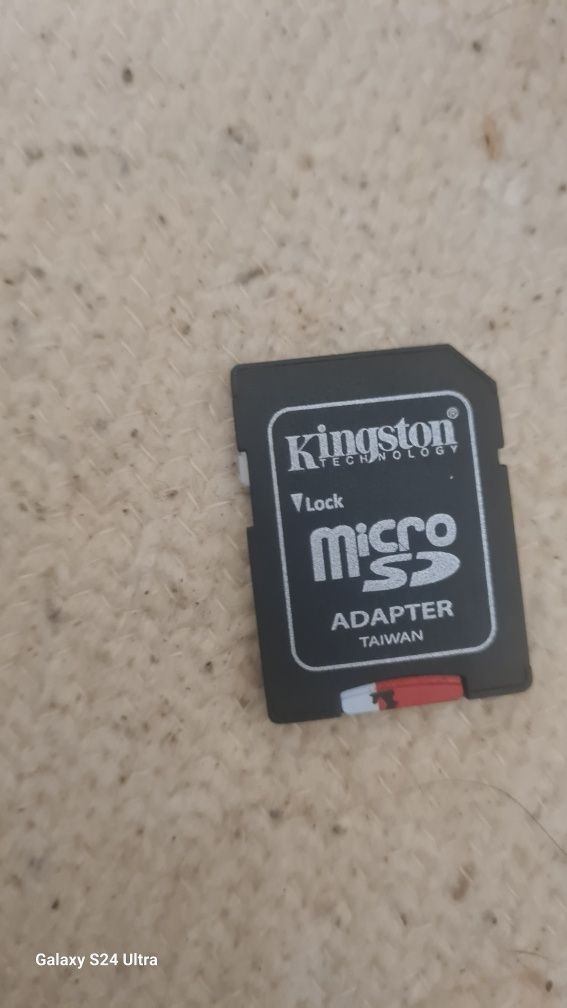 Kingston®
TECHNOLOGY
Lock
micro
SD
ADAPTER
TAIWAN
Galaxy S24 Ultra